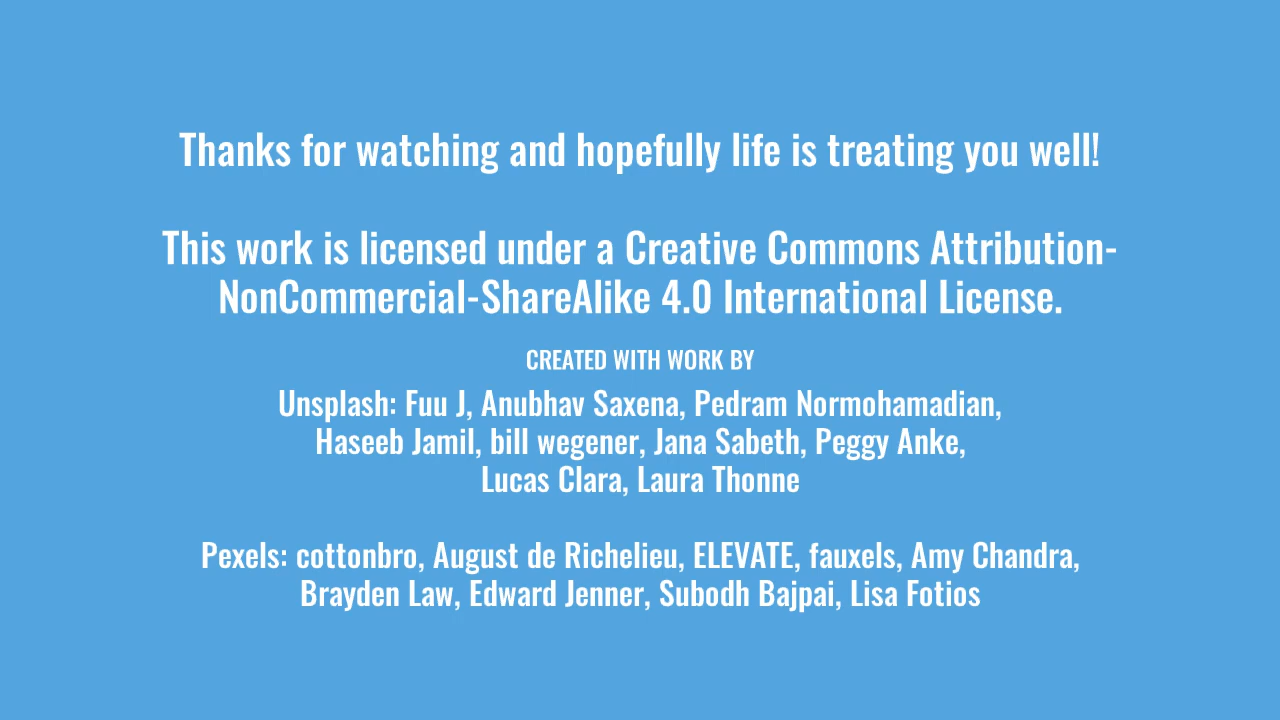 Thanks for watching and hopefully life is treating you well!
This work is licensed under a Creative Commons Attribution-
NonCommercial-ShareAlike 4.0 International License.
CREATED WITH WORK BY
Unsplash: Fuu J, Anubhav Saxena, Pedram Normohamadian,
Haseeb Jamil, bill wegener, Jana Sabeth, Peggy Anke,
Lucas Clara, Laura Thonne
Pexels: cottonbro, August de Richelieu, ELEVATE, fauxels, Amy Chandra,
Brayden Law, Edward Jenner, Subodh Bajpai, Lisa Fotios